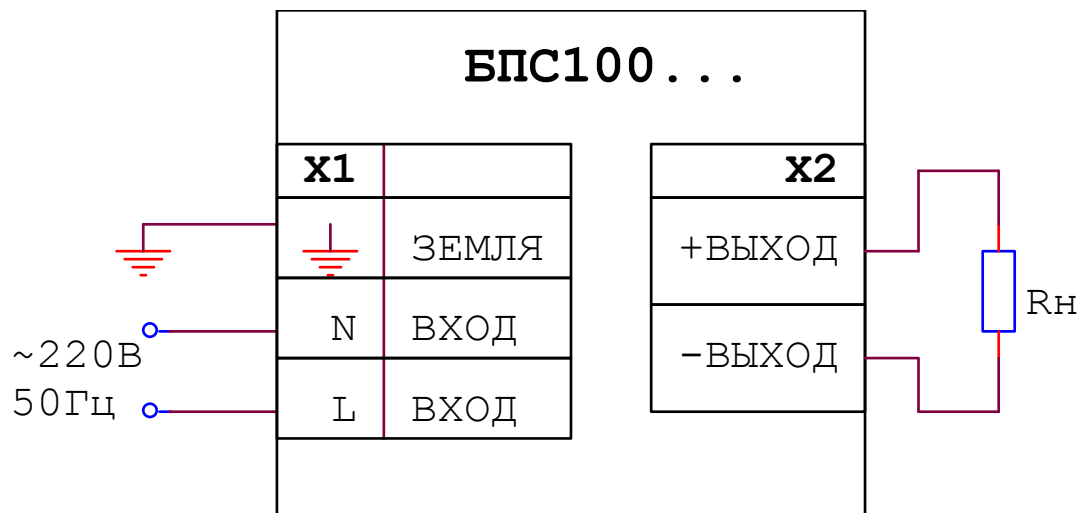 БПС100...
X1
ЗЕМЛЯ
N ВХОД
L ВХОД
~220В
50Гц
X2
+ВЫХОД
-ВЫХОД
Rн